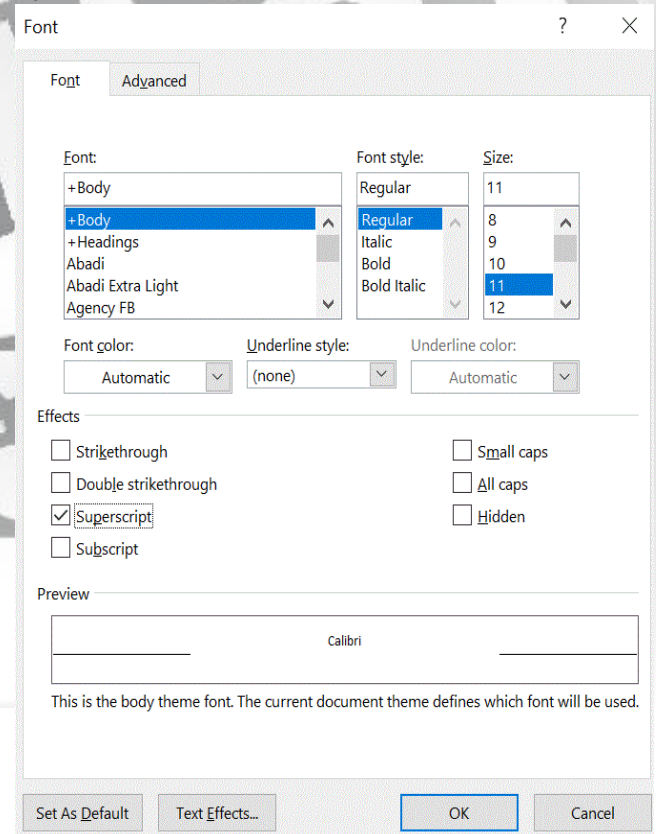 Font ?
Font Advanced
Font: Font style: Size:
+Body Regular 11
+Body Regular 8
+Headings Italic 9
Abadi Bold 10
Abadi Extra Light Bold Italic 11
Agency FB 12
Font color: Underline style: Underline color:
Automatic (none) Automatic
Effects
Strikethrough Small caps
Double strikethrough All caps
Superscript Hidden
Subscript
Preview
Calibri
This is the body theme font. The current document theme defines which font will be used.
Set As Default Text Effects... OK Cancel